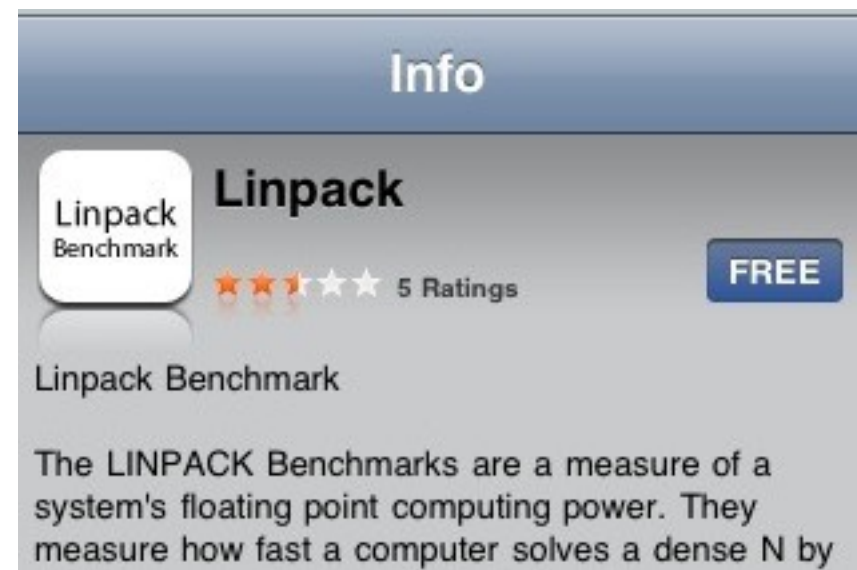 Info
Linpack
Benchmark
Linpack
5 Ratings
FREE
Linpack Benchmark
The LINPACK Benchmarks are a measure of a
system's floating point computing power. They
measure how fast a computer solves a dense N by